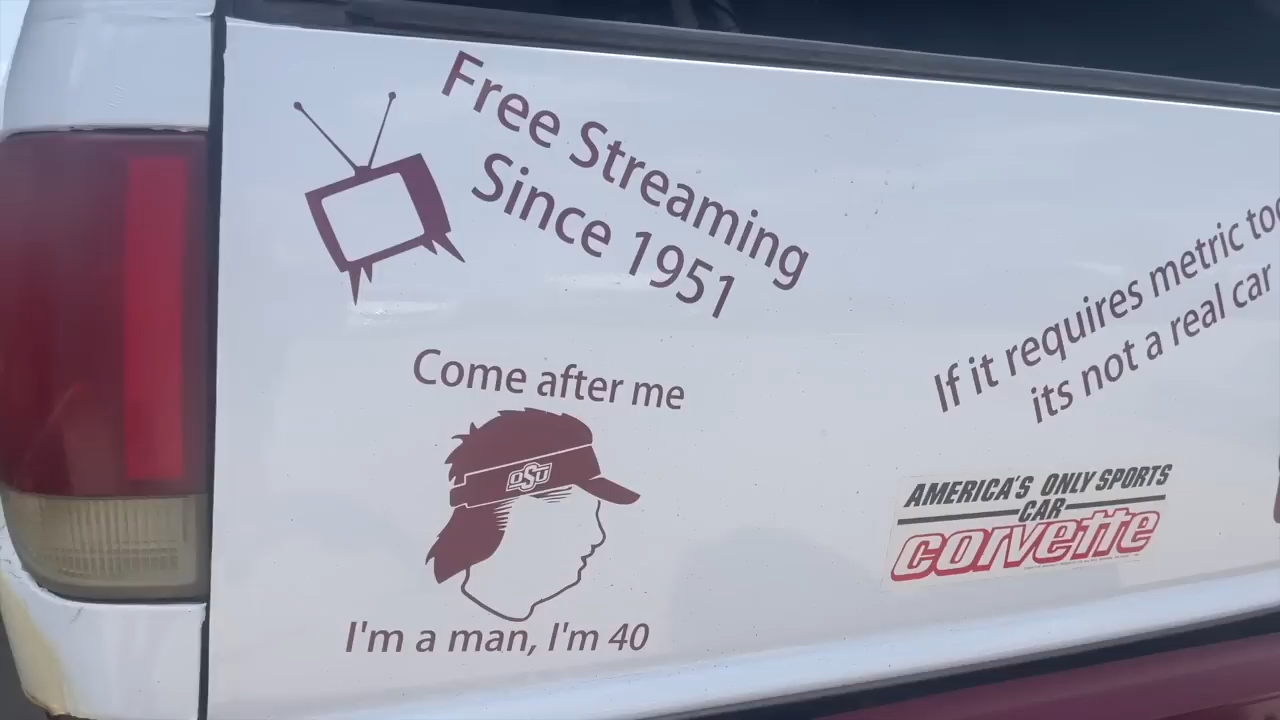 Free Streaming
Since 1951
Come after me
OSU
I'm a man, I'm 40
If it requires metric
its not a real car
AMERICA'S ONLY SPORTS
CAR
corvette